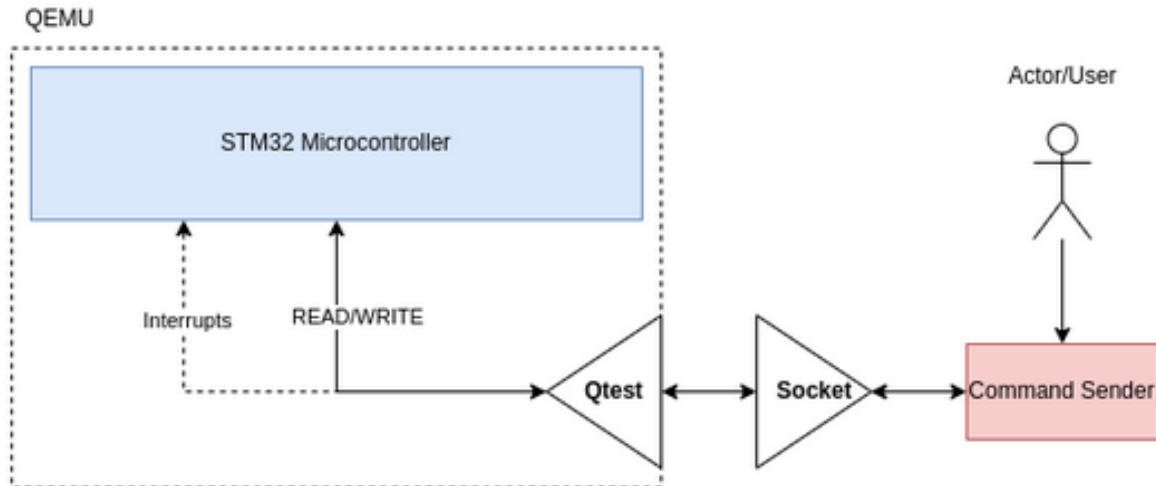 QEMU
Actor/User
STM32 Microcontroller
Interrupts
READ/WRITE
Qtest
Socket
Command Sender